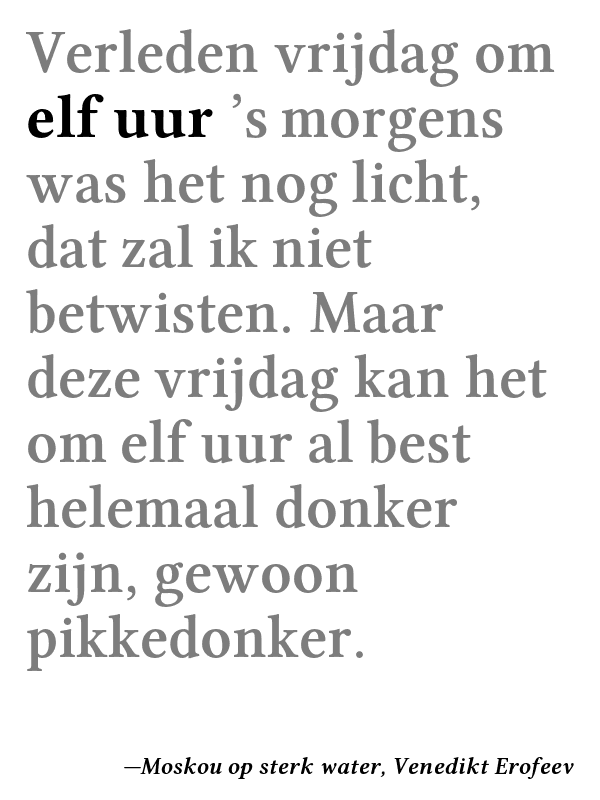 Verleden vrijdag om
elf uur ’s morgens
was het nog licht,
dat zal ik niet
betwisten. Maar
deze vrijdag kan het
om elf uur al best
helemaal donker
zijn, gewoon
pikkedonker.
—Moskou op sterk water, Venedikt Erofeev